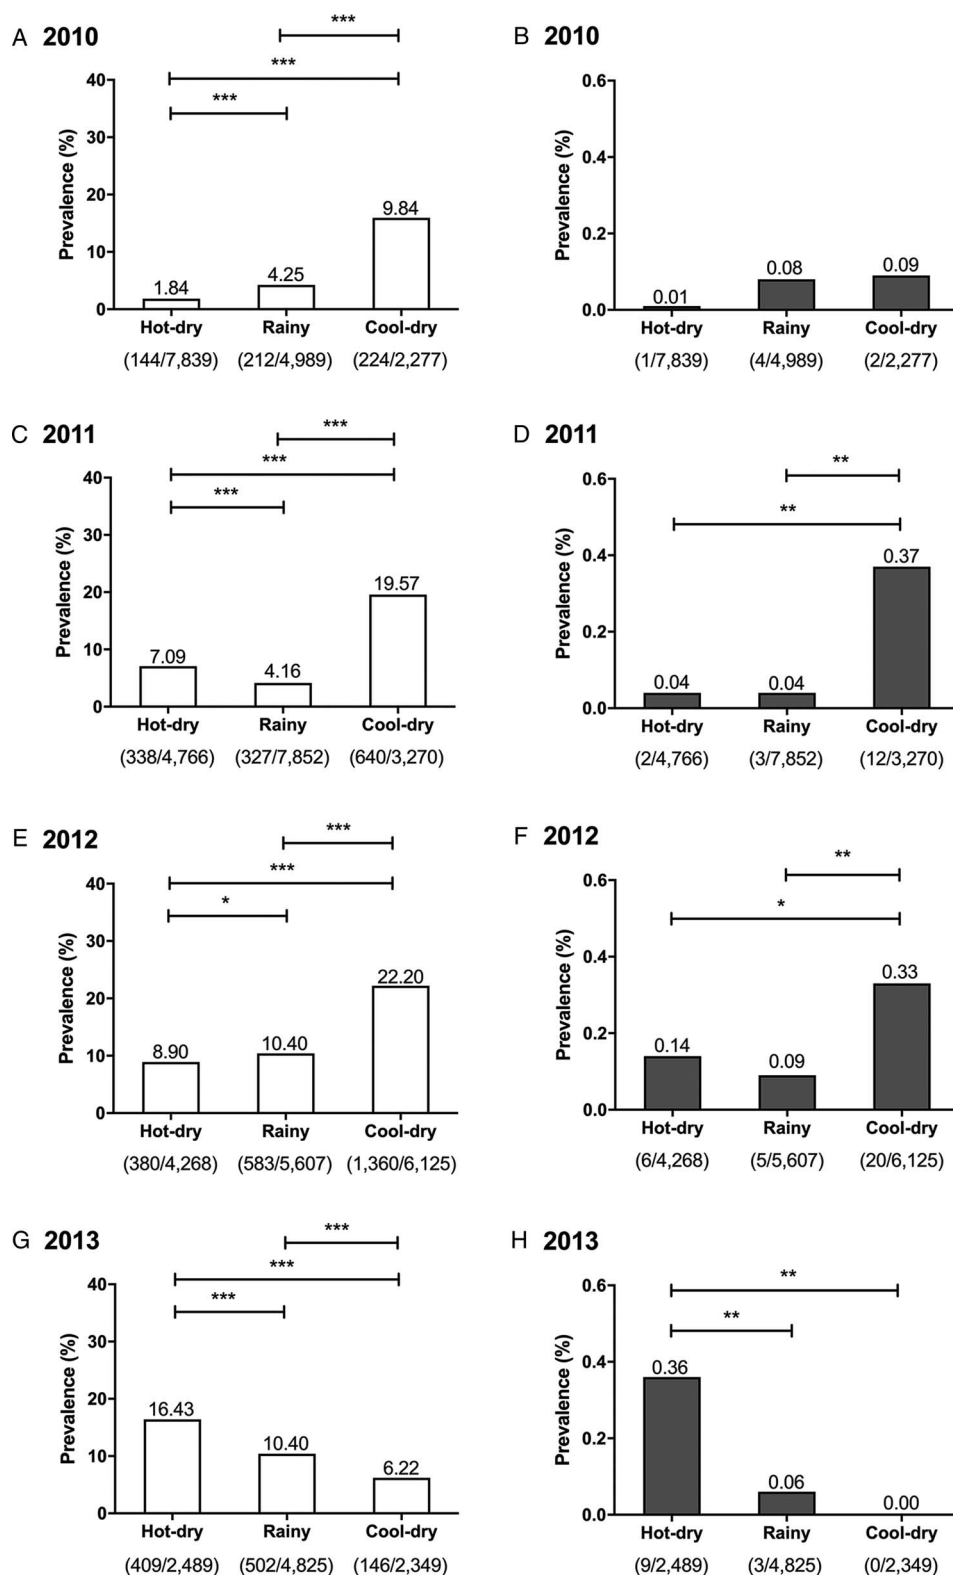 A 2010
***
***
***
Prevalence (%)
40
30
20
10
0
1.84
4.25
9.84
Hot-dry Rainy Cool-dry
(144/7,839) (212/4,989) (224/2,277)
B 2010
Prevalence (%)
0.6
0.4
0.2
0.0
0.01
0.08
0.09
Hot-dry Rainy Cool-dry
(1/7,839) (4/4,989) (2/2,277)
C 2011
***
***
***
Prevalence (%)
40
30
20
10
0
7.09
4.16
19.57
Hot-dry Rainy Cool-dry
(338/4,766) (327/7,852) (640/3,270)
D 2011
**
**
Prevalence (%)
0.6
0.4
0.2
0.0
0.04
0.04
0.37
Hot-dry Rainy Cool-dry
(2/4,766) (3/7,852) (12/3,270)
E 2012
***
***
*
Prevalence (%)
40
30
20
10
0
8.90
10.40
22.20
Hot-dry Rainy Cool-dry
(380/4,268) (583/5,607) (1,360/6,125)
F 2012
**
*
Prevalence (%)
0.6
0.4
0.2
0.0
0.14
0.09
0.33
Hot-dry Rainy Cool-dry
(6/4,268) (5/5,607) (20/6,125)
G 2013
***
***
***
Prevalence (%)
40
30
20
10
0
16.43
10.40
6.22
Hot-dry Rainy Cool-dry
(409/2,489) (502/4,825) (146/2,349)
H 2013
**
**
Prevalence (%)
0.6
0.4
0.2
0.0
0.36
0.06
0.00
Hot-dry Rainy Cool-dry
(9/2,489) (3/4,825) (0/2,349)